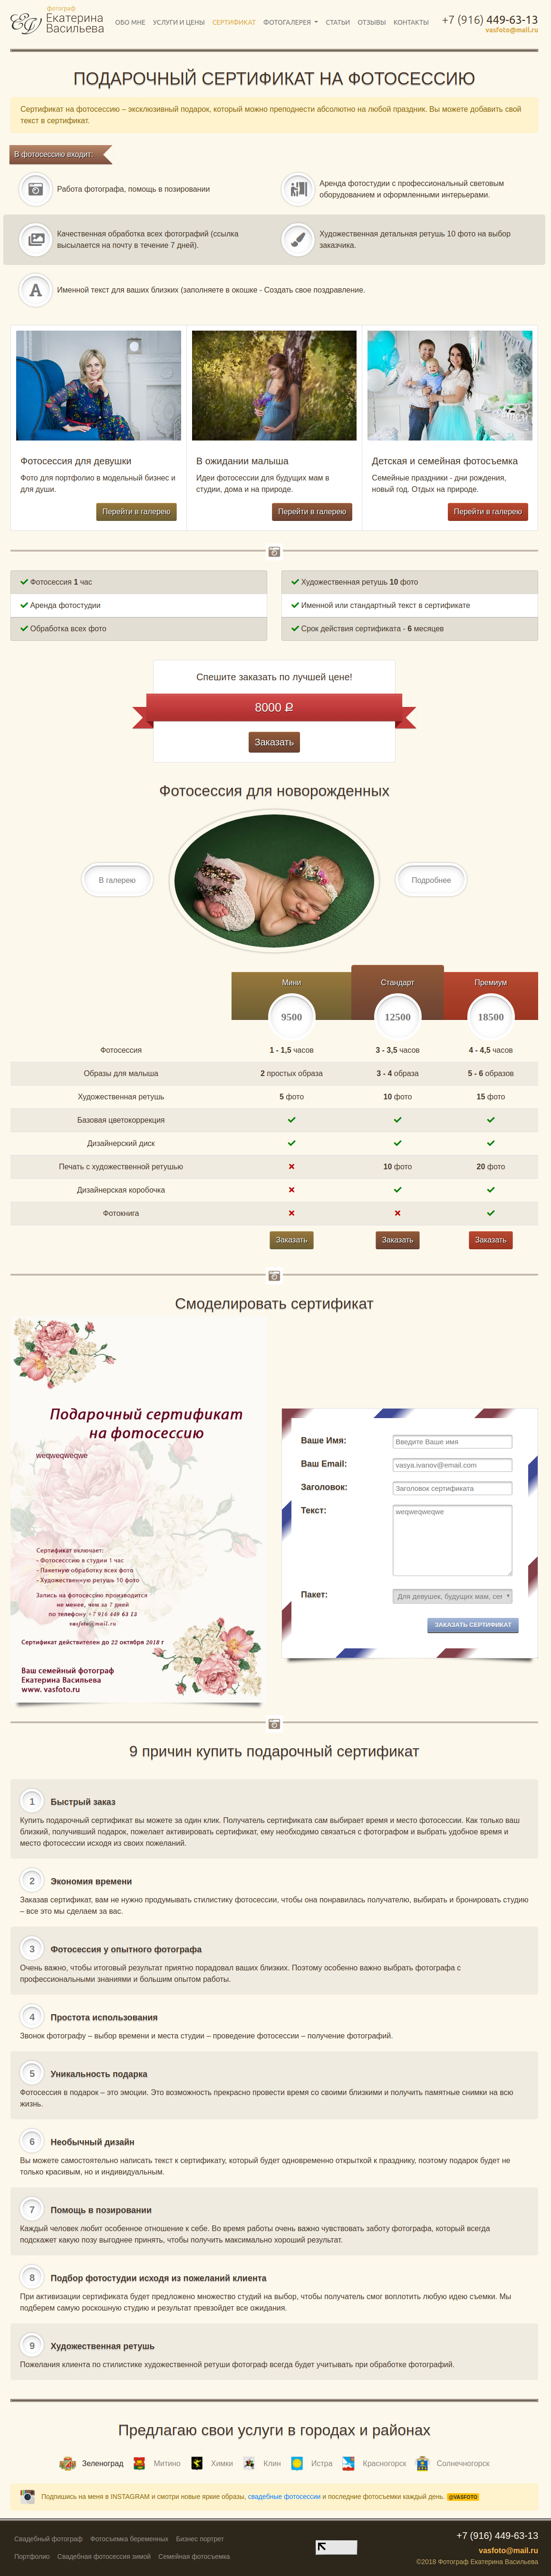 фотограф
Екатерина
Васильева
ОБО МНЕ УСЛУГИ И ЦЕНЫ СЕРТИФИКАТ ФОТОГАЛЕРЕЯ СТАТЬИ ОТЗЫВЫ КОНТАКТЫ
+7 (916) 449-63-13
vasfoto@mail.ru
ПОДАРОЧНЫЙ СЕРТИФИКАТ НА ФОТОСЕССИЮ
Сертификат на фотосессию – эксклюзивный подарок, который можно преподнести абсолютно на любой праздник. Вы можете добавить свой
текст в сертификат.
В фотосессию входит:
Работа фотографа, помощь в позировании
Аренда фотостудии с профессиональный световым
оборудованием и оформленными интерьерами.
Качественная обработка всех фотографий (ссылка
высылается на почту в течение 7 дней).
Художественная детальная ретушь 10 фото на выбор
заказчика.
Именной текст для ваших близких (заполняете в окошке - Создать свое поздравление.
Фотосессия для девушки
Фото для портфолио в модельный бизнес и
для души.
Перейти в галерею
В ожидании малыша
Идеи фотосессии для будущих мам в
студии, дома и на природе.
Перейти в галерею
Детская и семейная фотосъемка
Семейные праздники - дни рождения,
новый год. Отдых на природе.
Перейти в галерею
Фотосессия 1 час
Аренда фотостудии
Обработка всех фото
Художественная ретушь 10 фото
Именной или стандартный текст в сертификате
Срок действия сертификата - 6 месяцев
Спешите заказать по лучшей цене!
8000 ₽
Заказать
Фотосессия для новорожденных
В галерею
Подробнее
Мини Стандарт Премиум
9500 12500 18500
Фотосессия 1 - 1,5 часов 3 - 3,5 часов 4 - 4,5 часов
Образы для малыша 2 простых образа 3 - 4 образа 5 - 6 образов
Художественная ретушь 5 фото 10 фото 15 фото
Базовая цветокоррекция
Дизайнерский диск
Печать с художественной ретушью 10 фото 20 фото
Дизайнерская коробочка
Фотокнига
Заказать Заказать Заказать
Смоделировать сертификат
Подарочный сертификат
на фотосессию
weqweqweqwe
Сертификат включает:
- Фотосесссию в студии 1 час
- Пакетную обработку всех фото
- Художественную ретушь 10 фото
Запись на фотосессию производится
не менее, чем за 7 дней
по телефону +7 916 449 63 13
vasfoto@mail.ru
Сертификат действителен до 22 октября 2018 г
Ваш семейный фотограф
Екатерина Васильева
www. vasfoto.ru
Ваше Имя: Введите Ваше имя
Ваш Email: vasya.ivanov@email.com
Заголовок: Заголовок сертификата
Текст: weqweqweqwe
Пакет: Для девушек, будущих мам, сем
ЗАКАЗАТЬ СЕРТИФИКАТ
9 причин купить подарочный сертификат
1 Быстрый заказ
Купить подарочный сертификат вы можете за один клик. Получатель сертификата сам выбирает время и место фотосессии. Как только ваш
близкий, получивший подарок, пожелает активировать сертификат, ему необходимо связаться с фотографом и выбрать удобное время и
место фотосессии исходя из своих пожеланий.
2 Экономия времени
Заказав сертификат, вам не нужно продумывать стилистику фотосессии, чтобы она понравилась получателю, выбирать и бронировать студию
– все это мы сделаем за вас.
3 Фотосессия у опытного фотографа
Очень важно, чтобы итоговый результат приятно порадовал ваших близких. Поэтому особенно важно выбрать фотографа с
профессиональными знаниями и большим опытом работы.
4 Простота использования
Звонок фотографу – выбор времени и места студии – проведение фотосессии – получение фотографий.
5 Уникальность подарка
Фотосессия в подарок – это эмоции. Это возможность прекрасно провести время со своими близкими и получить памятные снимки на всю
жизнь.
6 Необычный дизайн
Вы можете самостоятельно написать текст к сертификату, который будет одновременно открыткой к празднику, поэтому подарок будет не
только красивым, но и индивидуальным.
7 Помощь в позировании
Каждый человек любит особенное отношение к себе. Во время работы очень важно чувствовать заботу фотографа, который всегда
подскажет какую позу выгоднее принять, чтобы получить максимально хороший результат.
8 Подбор фотостудии исходя из пожеланий клиента
При активизации сертификата будет предложено множество студий на выбор, чтобы получатель смог воплотить любую идею съемки. Мы
подберем самую роскошную студию и результат превзойдет все ожидания.
9 Художественная ретушь
Пожелания клиента по стилистике художественной ретуши фотограф всегда будет учитывать при обработке фотографий.
Предлагаю свои услуги в городах и районах
Зеленоград Митино Химки Клин Истра Красногорск Солнечногорск
Подпишись на меня в INSTAGRAM и смотри новые яркие образы, свадебные фотосессии и последние фотосъемки каждый день. @VASFOTO
Свадебный фотограф Фотосъемка беременных Бизнес портрет
Портфолио Свадебная фотосессия зимой Семейная фотосъемка
+7 (916) 449-63-13
vasfoto@mail.ru
©2018 Фотограф Екатерина Васильева